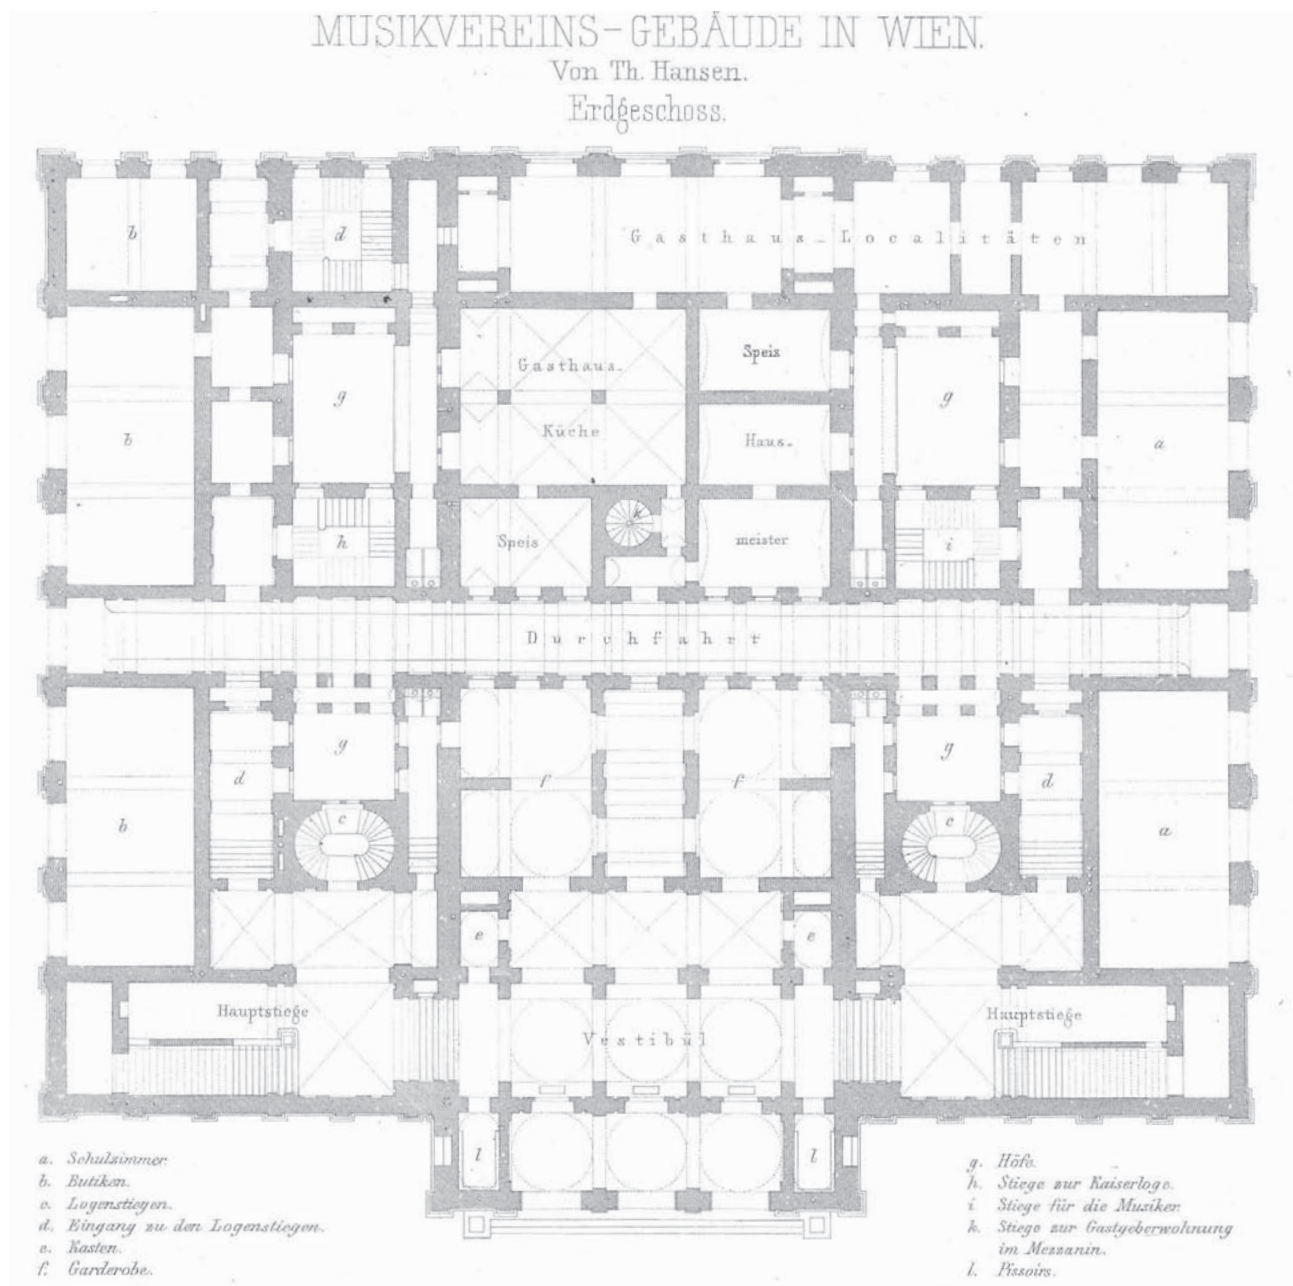 MUSIKVEREINS-GEBÄUDE IN WIEN.
Von Th. Hansen.
Erdgeschoss.
b
d
Gasthaus-Localitäten
Gasthaus-
Speis
g
g
b
Küche
Haus-
a
Speis
k
meister
h
i
Durchfahrt
g
g
d
f
f
d
b
c
c
a
e
e
Hauptstiege
Hauptstiege
Vestibül
l
l
a. Schulzimmer.
b. Butiken.
c. Logenstiegen.
d. Eingang zu den Logenstiegen.
e. Kasten.
f. Garderobe.
g. Höfe.
h. Stiege zur Kaiserloge.
i Stiege für die Musiker.
k. Stiege zur Gastgeberwohnung
im Mezzanin.
l. Pissoirs.